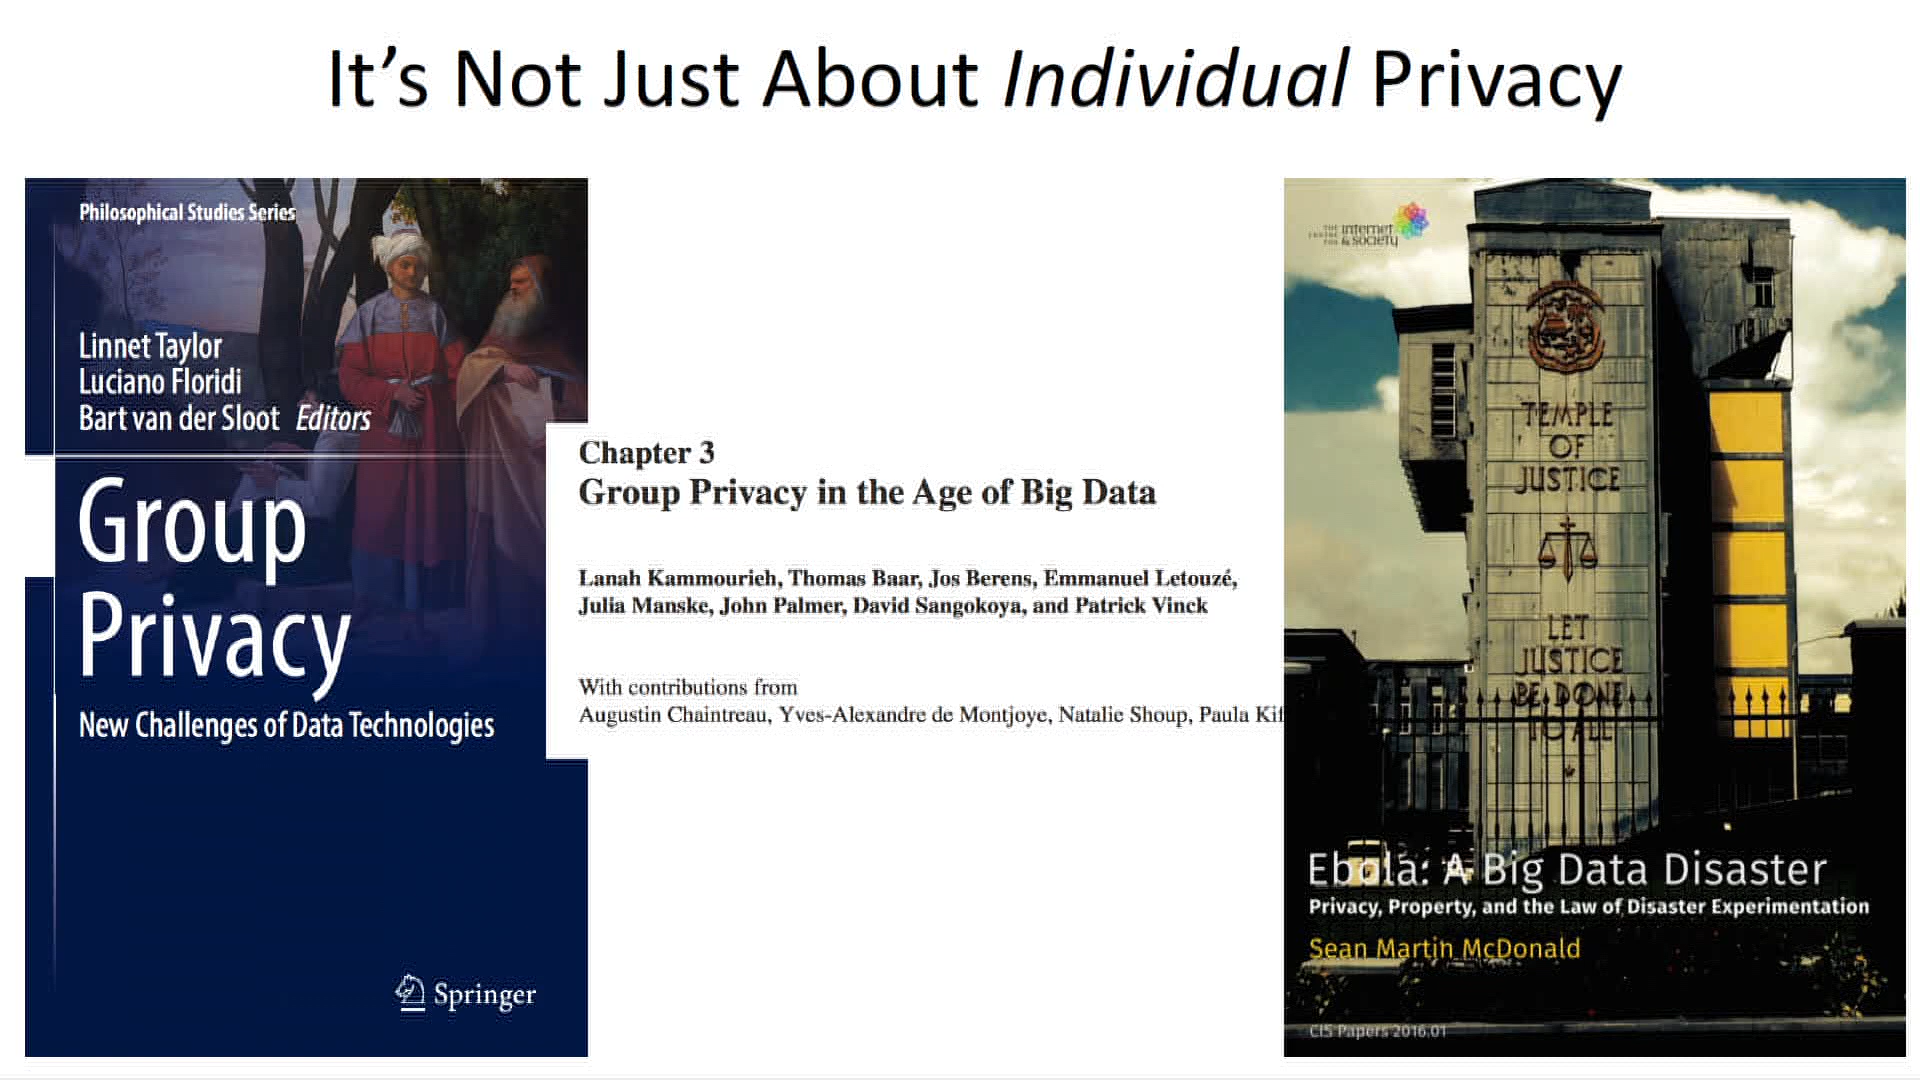 It's Not Just About Individual Privacy
Philosophical Studies Series
Linnet Taylor
Luciano Floridi
Bart van der Sloot Editors
Group
Privacy
New Challenges of Data Technologies
Springer
Chapter 3
Group Privacy in the Age of Big Data
Lanah Kammourieh, Thomas Baar, Jos Berens, Emmanuel Letouzé,
Julia Manske, John Palmer, David Sangokoya, and Patrick Vinck
With contributions from
Augustin Chaintreau, Yves-Alexandre de Montjoye, Natalie Shoup, Paula Kif
THE CENTRE FOR internet & society
TEMPLE
OF
JUSTICE
LET
JUSTICE
BE DONE
TO ALL
Ebola: A Big Data Disaster
Privacy, Property, and the Law of Disaster Experimentation
Sean Martin McDonald
CIS Papers 2016.01